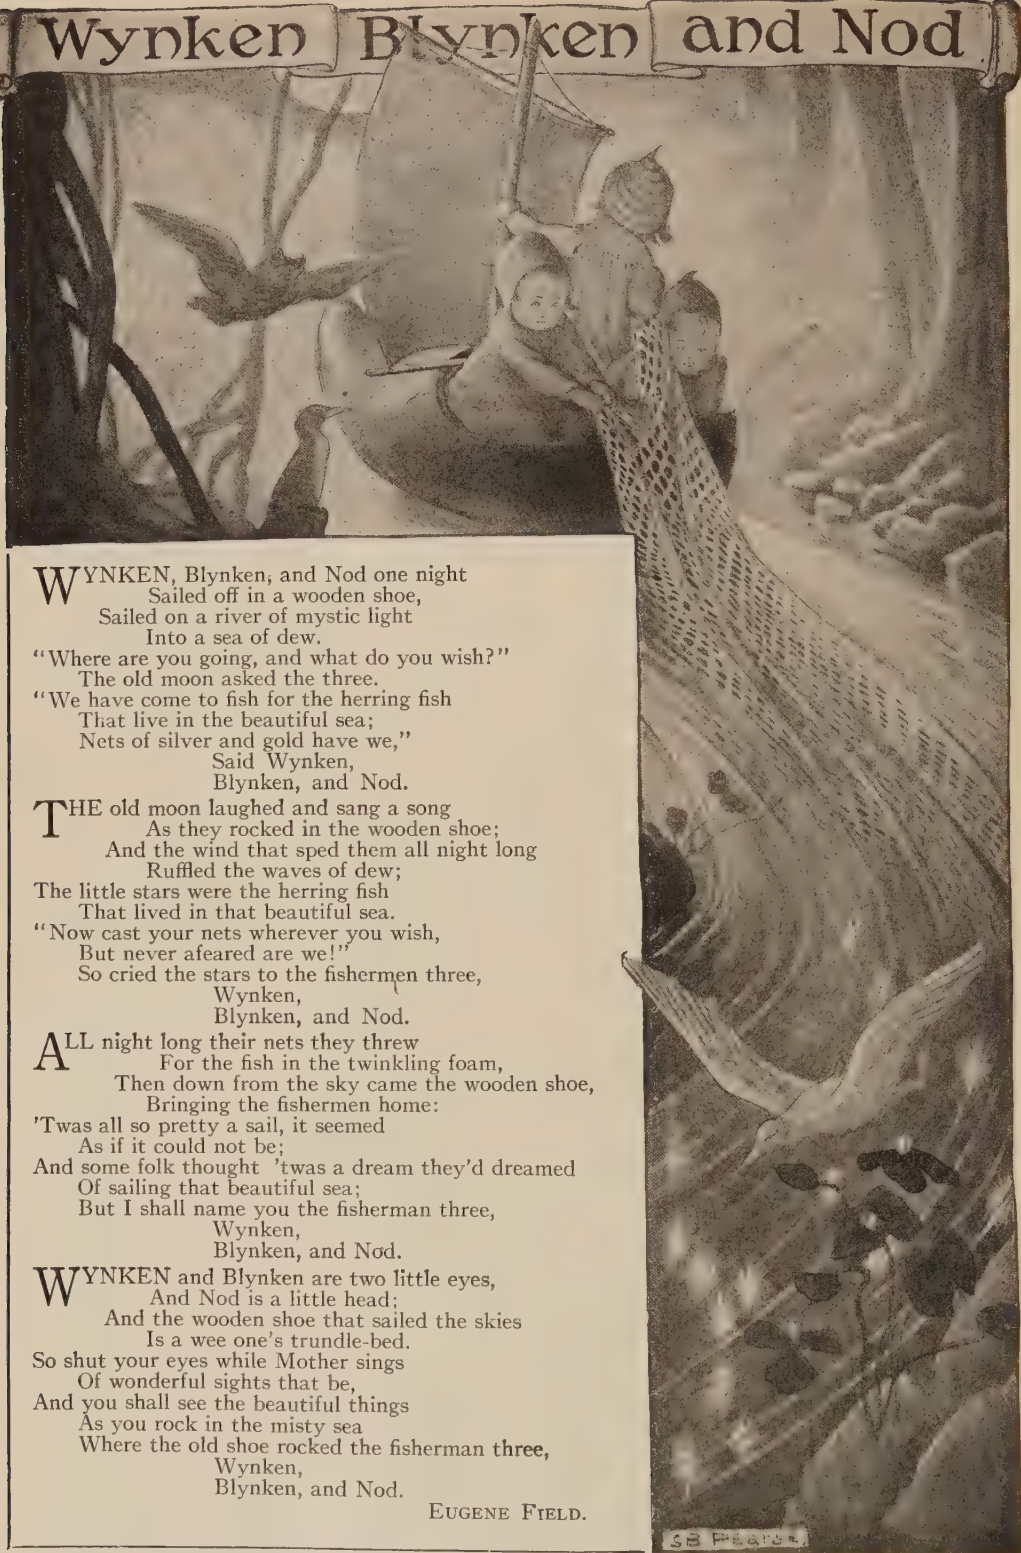 Wynken Blynken and Nod
WYNKEN, Blynken, and Nod one night
Sailed off in a wooden shoe,
Sailed on a river of mystic light
Into a sea of dew.
"Where are you going, and what do you wish?"
The old moon asked the three.
"We have come to fish for the herring fish
That live in the beautiful sea;
Nets of silver and gold have we,"
Said Wynken,
Blynken, and Nod.
THE old moon laughed and sang a song
As they rocked in the wooden shoe;
And the wind that sped them all night long
Ruffled the waves of dew;
The little stars were the herring fish
That lived in that beautiful sea.
"Now cast your nets wherever you wish,
But never afeared are we!"
So cried the stars to the fishermen three,
Wynken,
Blynken, and Nod.
ALL night long their nets they threw
For the fish in the twinkling foam,
Then down from the sky came the wooden shoe,
Bringing the fishermen home:
'Twas all so pretty a sail, it seemed
As if it could not be;
And some folk thought 'twas a dream they'd dreamed
Of sailing that beautiful sea;
But I shall name you the fisherman three,
Wynken,
Blynken, and Nod.
WYNKEN and Blynken are two little eyes,
And Nod is a little head;
And the wooden shoe that sailed the skies
Is a wee one's trundle-bed.
So shut your eyes while Mother sings
Of wonderful sights that be,
And you shall see the beautiful things
As you rock in the misty sea
Where the old shoe rocked the fisherman three,
Wynken,
Blynken, and Nod.
EUGENE FIELD.
SB